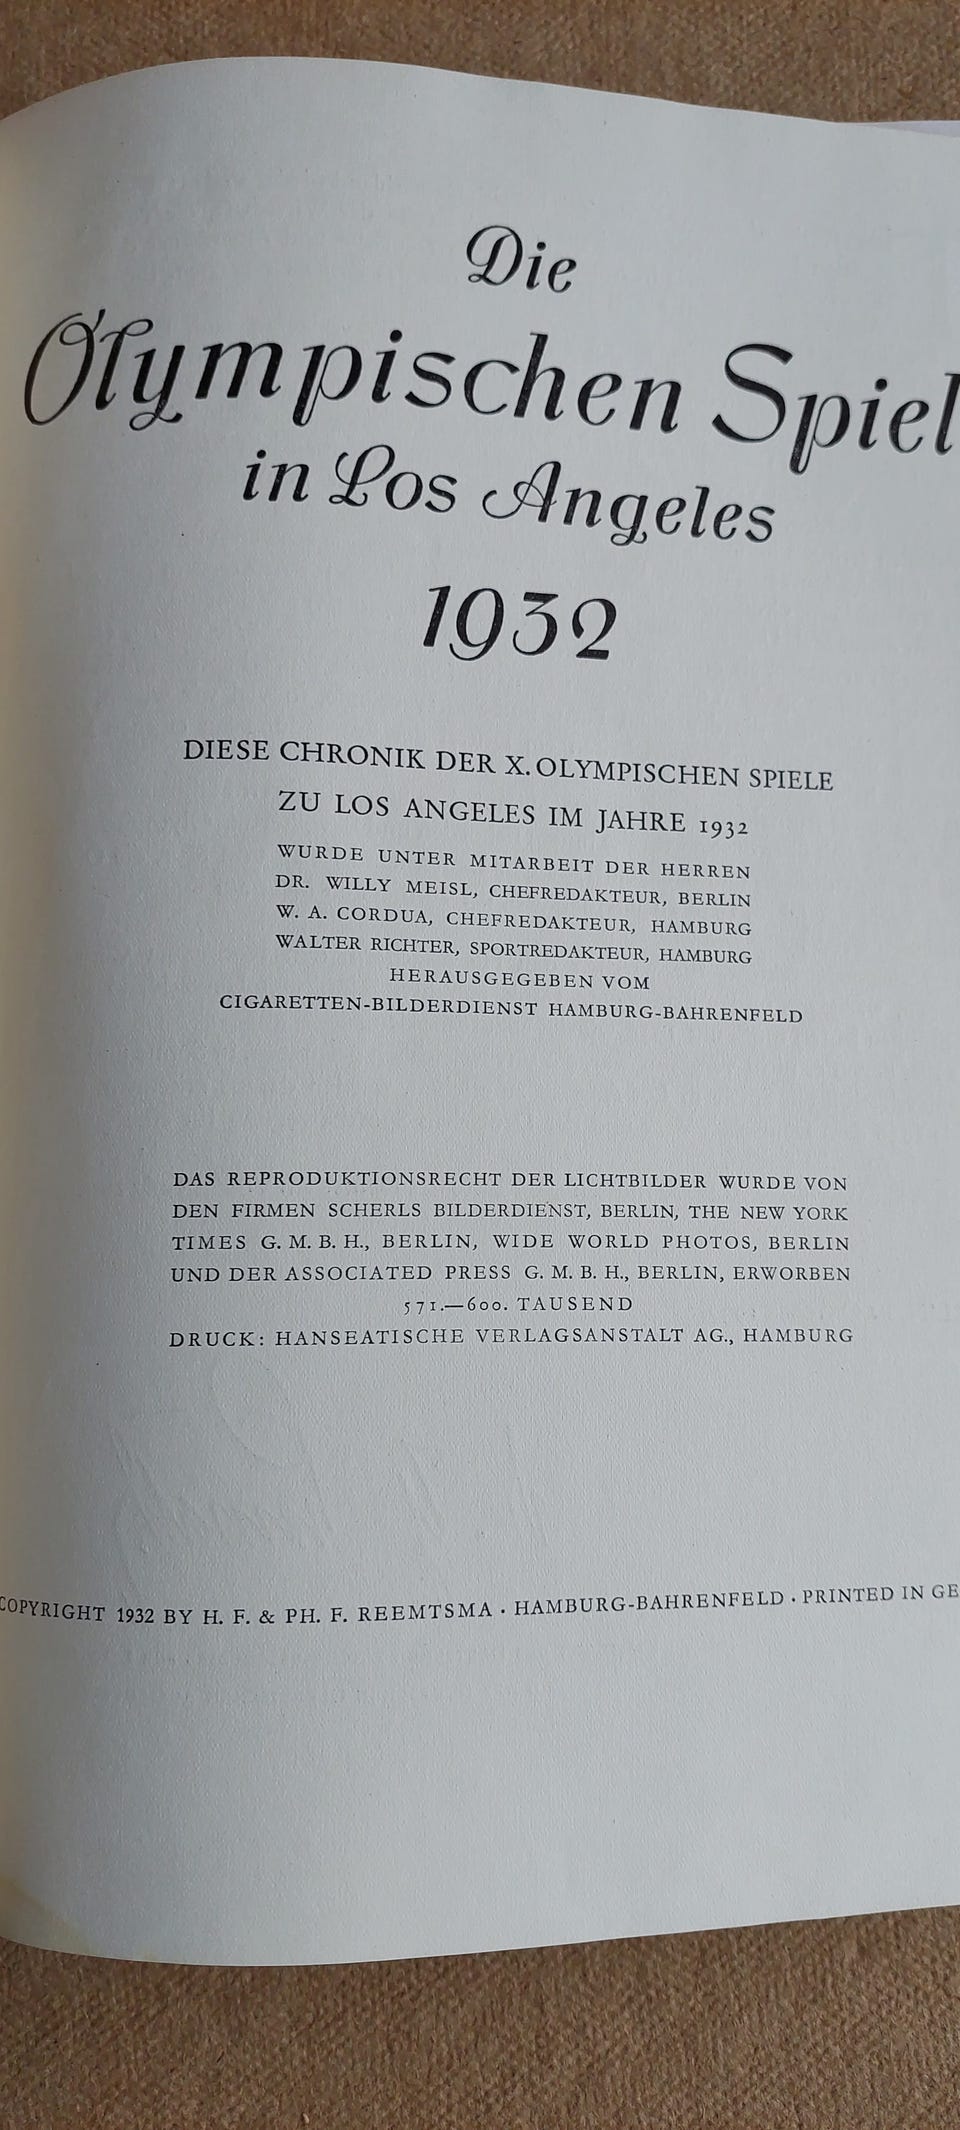 Die
Olympischen Spiel
in Los Angeles
1932
DIESE CHRONIK DER X. OLYMPISCHEN SPIELE
ZU LOS ANGELES IM JAHRE 1932
WURDE UNTER MITARBEIT DER HERREN
DR. WILLY MEISL, CHEFREDAKTEUR, BERLIN
W. A. CORDUA, CHEFREDAKTEUR, HAMBURG
WALTER RICHTER, SPORTREDAKTEUR, HAMBURG
HERAUSGEGEBEN VOM
CIGARETTEN-BILDERDIENST HAMBURG-BAHRENFELD
DAS REPRODUKTIONSRECHT DER LICHTBILDER WURDE VON
DEN FIRMEN SCHERLS BILDERDIENST, BERLIN, THE NEW YORK
TIMES G. M. B. H., BERLIN, WIDE WORLD PHOTOS, BERLIN
UND DER ASSOCIATED PRESS G. M. B. H., BERLIN, ERWORBEN
571.—600. TAUSEND
DRUCK: HANSEATISCHE VERLAGSANSTALT AG., HAMBURG
COPYRIGHT 1932 BY H. F. & PH. F. REEMTSMA · HAMBURG-BAHRENFELD · PRINTED IN GE